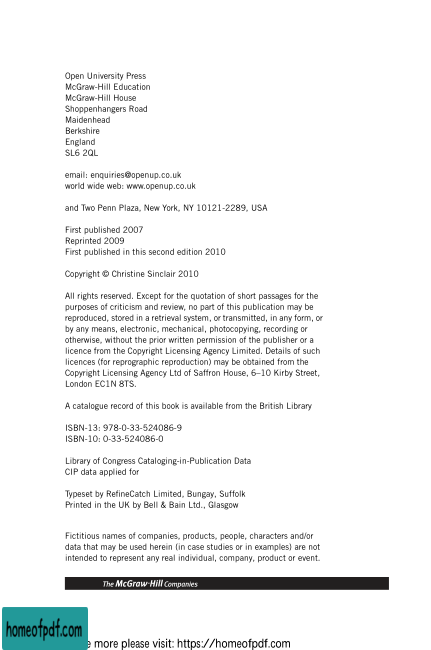 Open University Press
McGraw-Hill Education
McGraw-Hill House
Shoppenhangers Road
Maidenhead
Berkshire
England
SL6 2QL
email: enquiries@openup.co.uk
world wide web: www.openup.co.uk
and Two Penn Plaza, New York, NY 10121-2289, USA
First published 2007
Reprinted 2009
First published in this second edition 2010
Copyright © Christine Sinclair 2010
All rights reserved. Except for the quotation of short passages for the
purposes of criticism and review, no part of this publication may be
reproduced, stored in a retrieval system, or transmitted, in any form, or
by any means, electronic, mechanical, photocopying, recording or
otherwise, without the prior written permission of the publisher or a
licence from the Copyright Licensing Agency Limited. Details of such
licences (for reprographic reproduction) may be obtained from the
Copyright Licensing Agency Ltd of Saffron House, 6–10 Kirby Street,
London EC1N 8TS.
A catalogue record of this book is available from the British Library
ISBN-13: 978-0-33-524086-9
ISBN-10: 0-33-524086-0
Library of Congress Cataloging-in-Publication Data
CIP data applied for
Typeset by RefineCatch Limited, Bungay, Suffolk
Printed in the UK by Bell & Bain Ltd., Glasgow
Fictitious names of companies, products, people, characters and/or
data that may be used herein (in case studies or in examples) are not
intended to represent any real individual, company, product or event.
The McGraw·Hill Companies
homeofpdf.com
e more please visit: https://homeofpdf.com